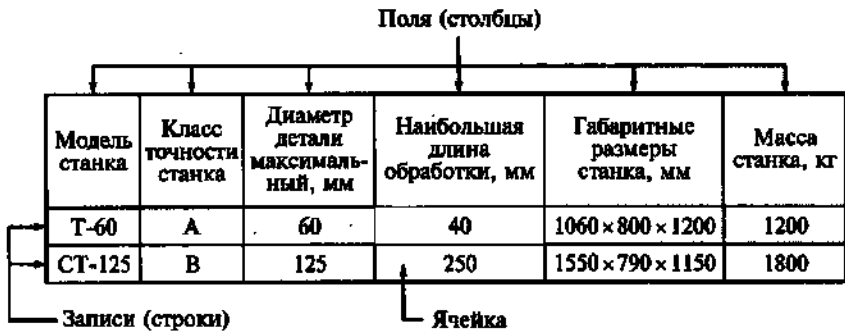 Поля (столбцы)
Модель станка
Класс точности станка
Диаметр детали максималь-ный, мм
Наибольшая длина обработки, мм
Габаритные размеры станка, мм
Масса станка, кг
Т-60 А 60 40 1060×800×1200 1200
СТ-125 В 125 250 1550×790×1150 1800
Записи (строки)
Ячейка